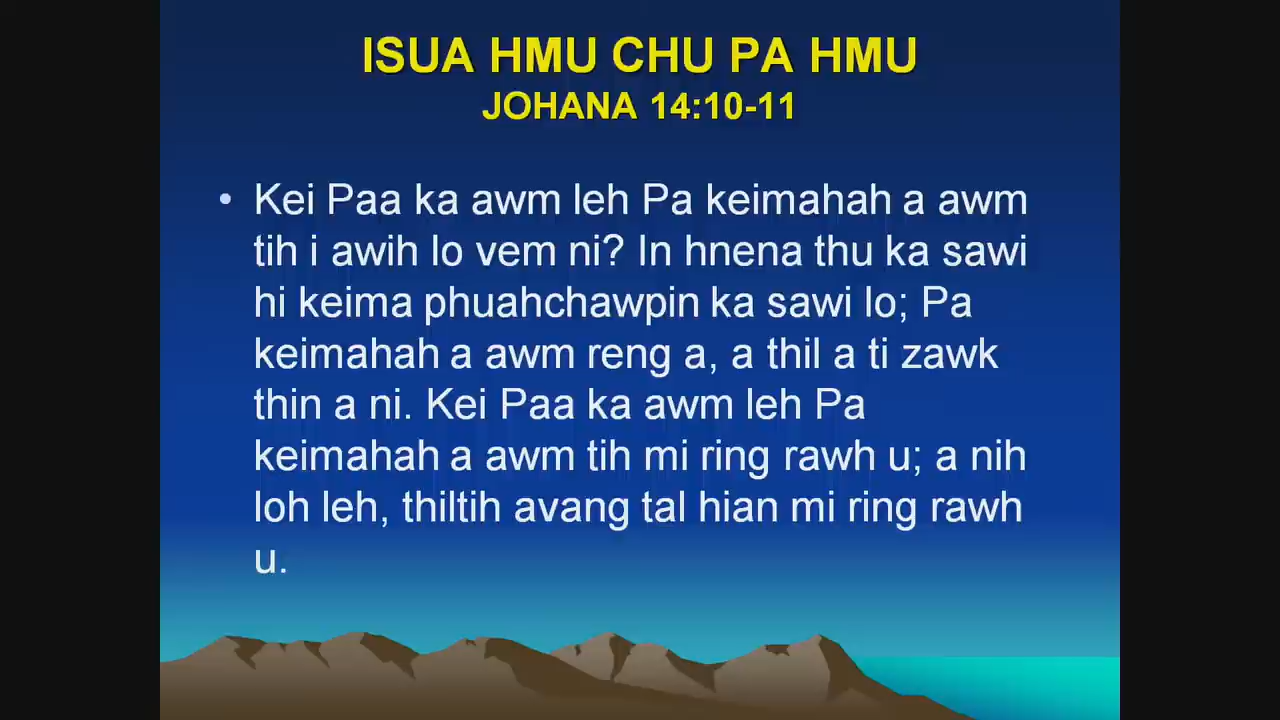 ISUA HMU CHU PA HMU
JOHANA 14:10-11
• Kei Paa ka awm leh Pa keimahah a awm
tih i awih lo vem ni? In hnena thu ka sawi
hi keima phuahchawpin ka sawi lo; Pa
keimahah a awm reng a, a thil a ti zawk
thin a ni. Kei Paa ka awm leh Pa
keimahah a awm tih mi ring rawh u; a nih
loh leh, thiltih avang tal hian mi ring rawh
u.